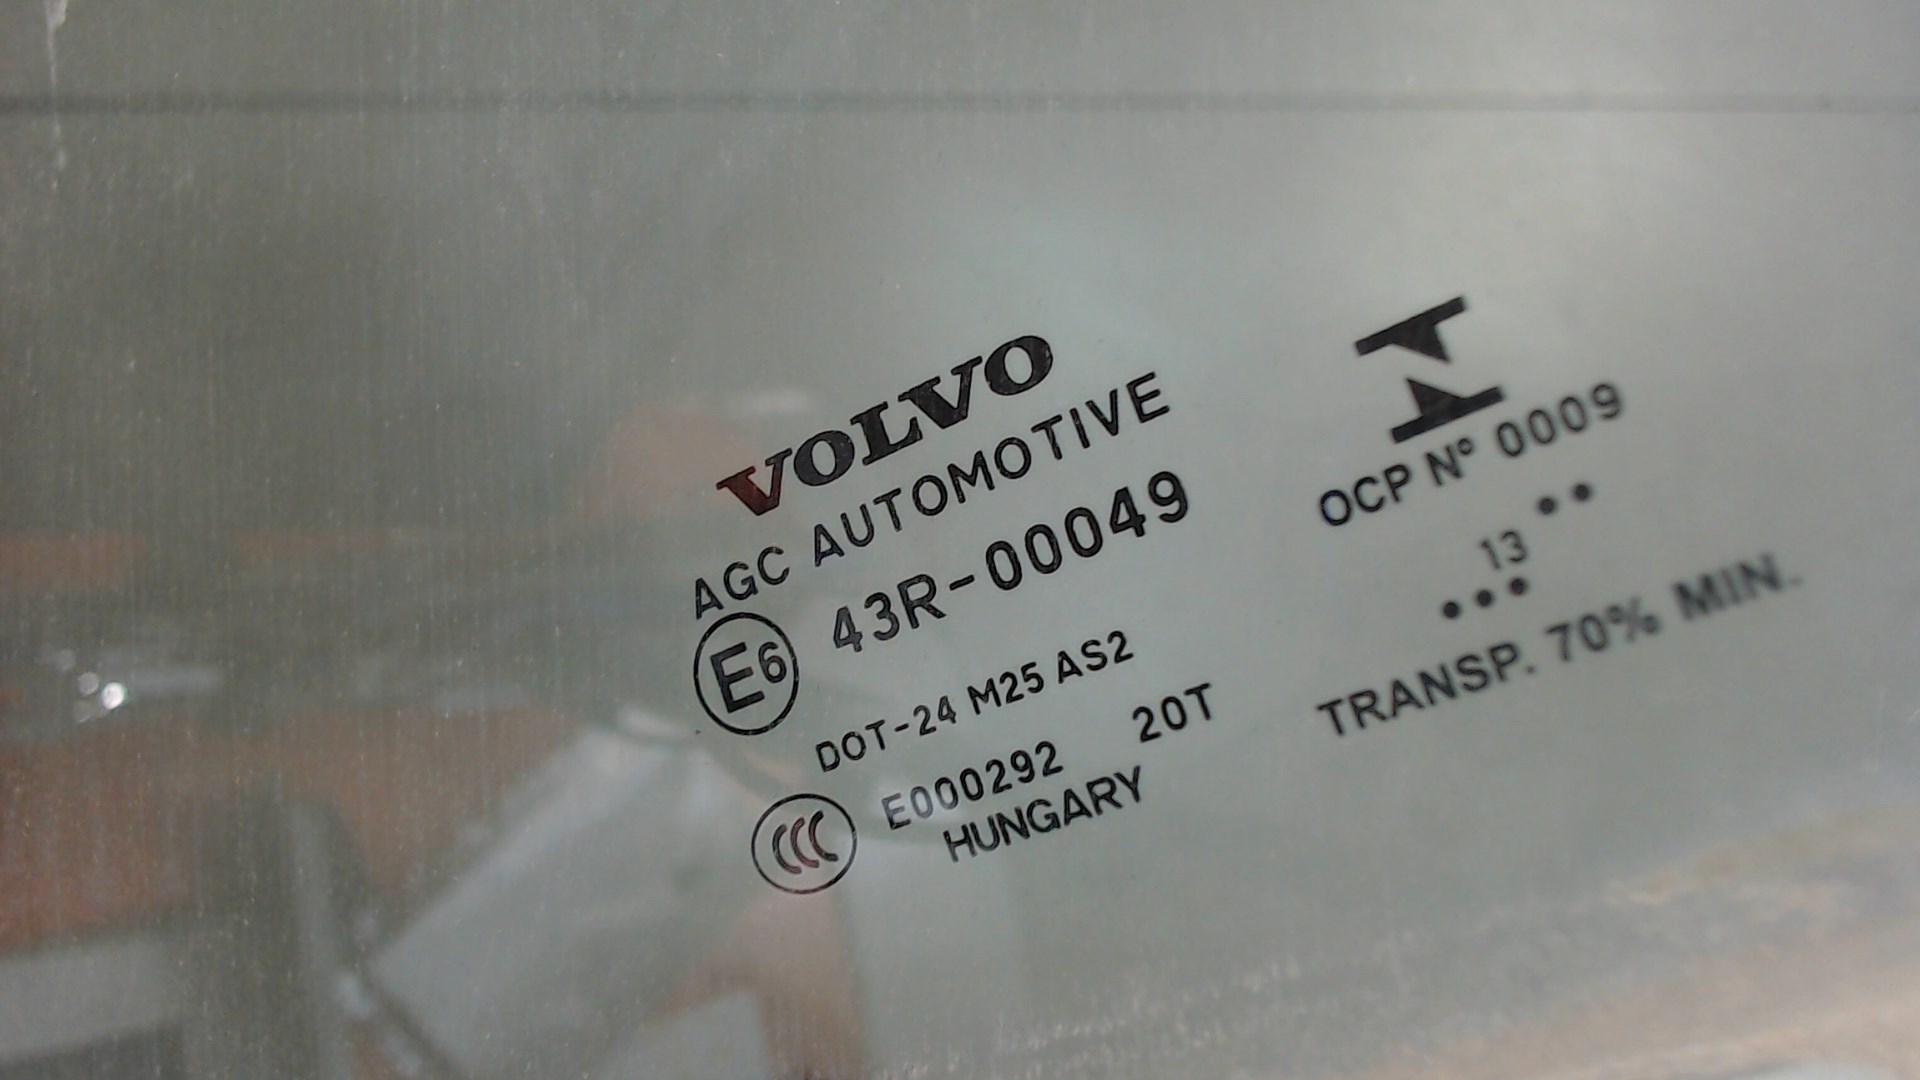 VOLVO
AGC AUTOMOTIVE
E6 43R-00049
DOT-24 M25 AS2
CCC E000292 20T
HUNGARY
OCP N° 0009
..
13
...
TRANSP. 70% MIN.